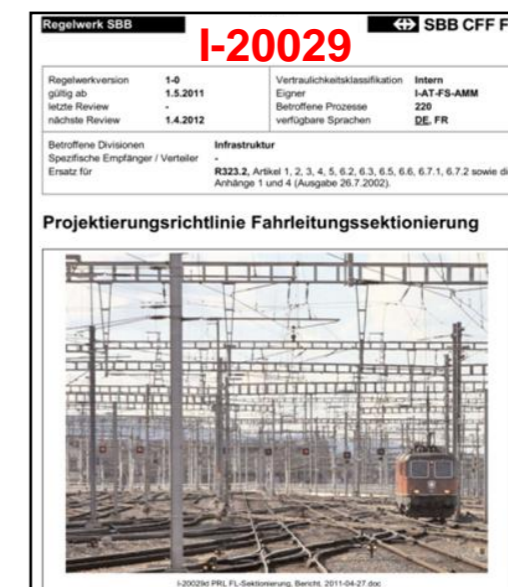 Regelwerk SBB
SBB CFF F
I-20029
Regelwerkversion 1-0 Vertraulichkeitsklassifikation Intern
gültig ab 1.5.2011 Eigner I-AT-FS-AMM
letzte Review - Betroffene Prozesse 220
nächste Review 1.4.2012 verfügbare Sprachen DE, FR
Betroffene Divisionen Infrastruktur
Spezifische Empfänger / Verteiler -
Ersatz für R323.2, Artikel 1, 2, 3, 4, 5, 6.2, 6.3, 6.5, 6.6, 6.7.1, 6.7.2 sowie di
Anhänge 1 und 4 (Ausgabe 26.7.2002).
Projektierungsrichtlinie Fahrleitungssektionierung
I-20029d PRL FL-Sektionierung, Bericht, 2011-04-27.doc